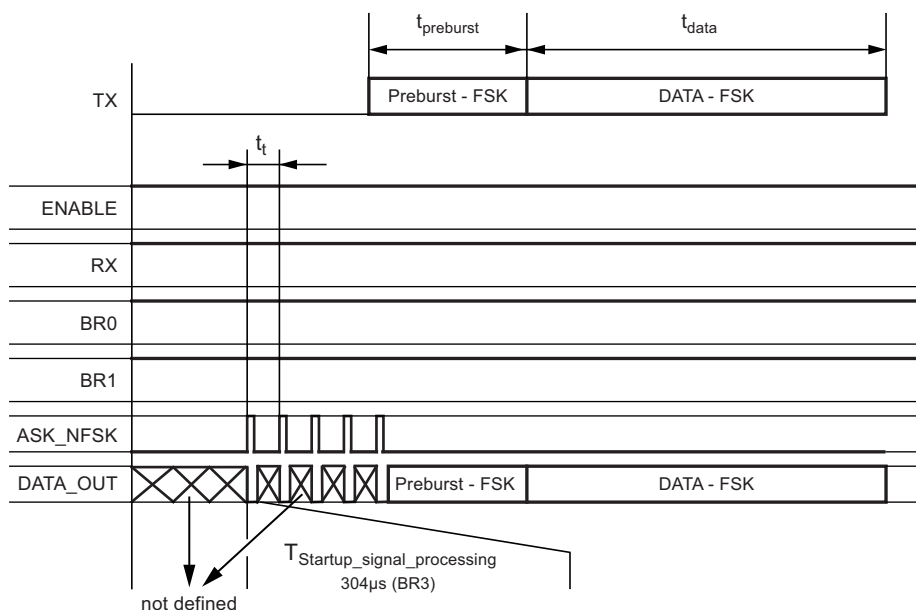 t_preburst
t_data
TX
Preburst - FSK
DATA - FSK
t_t
ENABLE
RX
BR0
BR1
ASK_NFSK
DATA_OUT
Preburst - FSK
DATA - FSK
T_Startup_signal_processing
304µs (BR3)
not defined